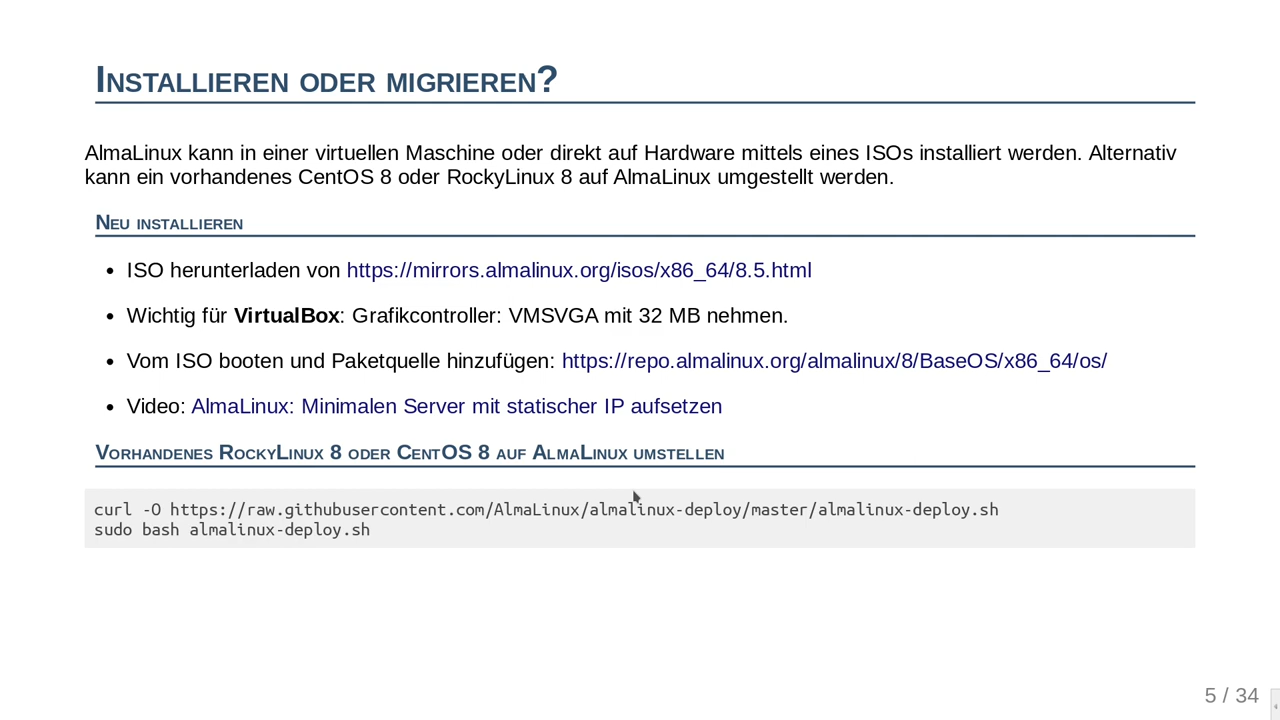 Installieren oder migrieren?
AlmaLinux kann in einer virtuellen Maschine oder direkt auf Hardware mittels eines ISOs installiert werden. Alternativ
kann ein vorhandenes CentOS 8 oder RockyLinux 8 auf AlmaLinux umgestellt werden.
Neu installieren
• ISO herunterladen von https://mirrors.almalinux.org/isos/x86_64/8.5.html
• Wichtig für VirtualBox: Grafikcontroller: VMSVGA mit 32 MB nehmen.
• Vom ISO booten und Paketquelle hinzufügen: https://repo.almalinux.org/almalinux/8/BaseOS/x86_64/os/
• Video: AlmaLinux: Minimalen Server mit statischer IP aufsetzen
Vorhandenes RockyLinux 8 oder CentOS 8 auf AlmaLinux umstellen
curl -O https://raw.githubusercontent.com/AlmaLinux/almalinux-deploy/master/almalinux-deploy.sh
sudo bash almalinux-deploy.sh
5 / 34